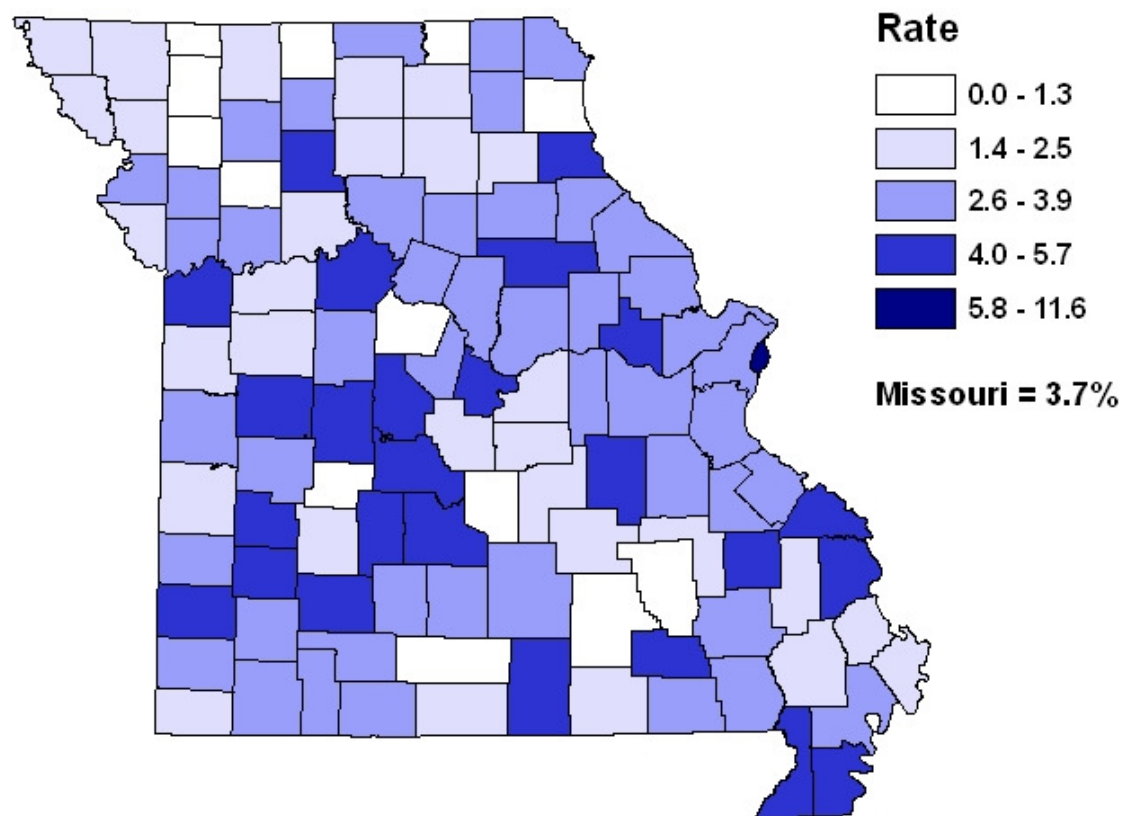 Rate
0.0 - 1.3
1.4 - 2.5
2.6 - 3.9
4.0 - 5.7
5.8 - 11.6
Missouri = 3.7%